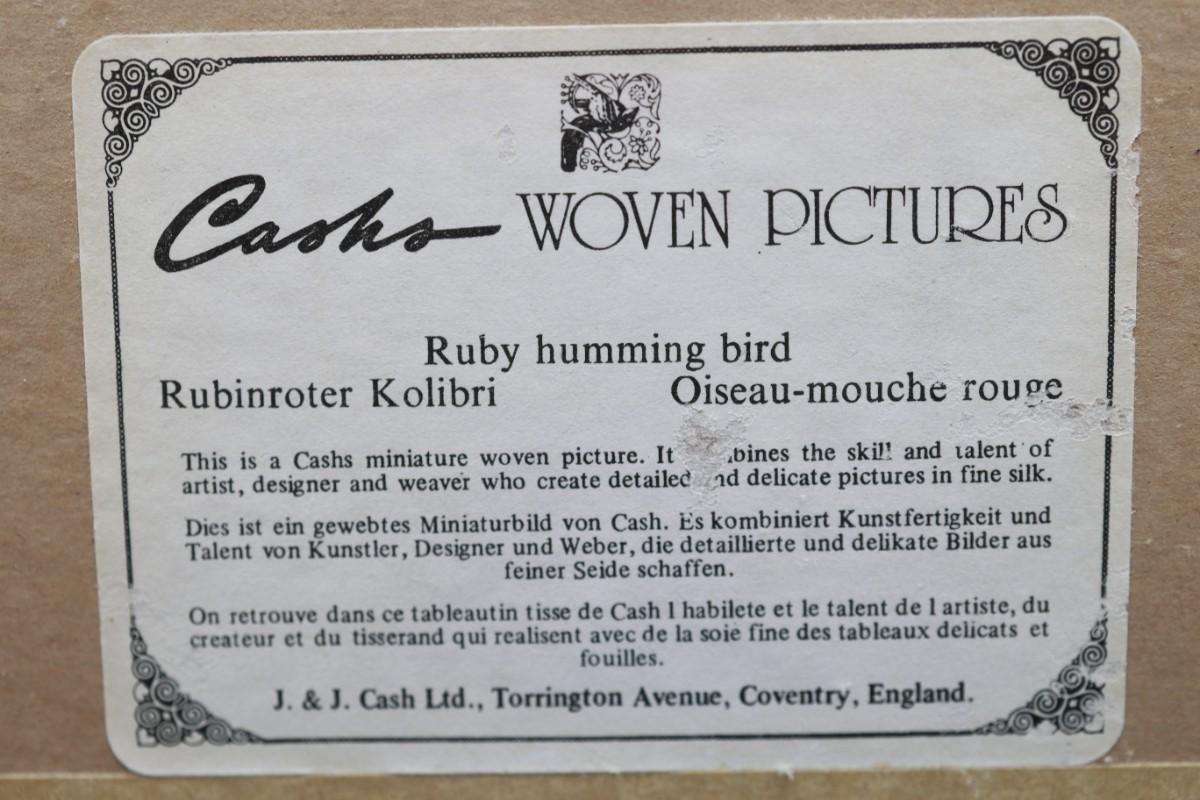 Cashs WOVEN PICTURES
Ruby humming bird
Rubinroter Kolibri Oiseau-mouche rouge
This is a Cashs miniature woven picture. It the skill and talent of
artist, designer and weaver who create detailed delicate pictures in fine silk.
Dies ist ein gewebtes Miniaturbild von Cash. Es kombiniert Kunstfertigkeit und
Talent von Kunstler, Designer und Weber, die detaillierte und delikate Bilder aus
feiner Seide schaffen.
On retrouve dans ce tableautin tisse de Cash l habilete et le talent de l artiste, du
createur et du tisserand qui realisent avec de la soie fine des tableaux delicats et
fouilles.
J. & J. Cash Ltd., Torrington Avenue, Coventry, England.